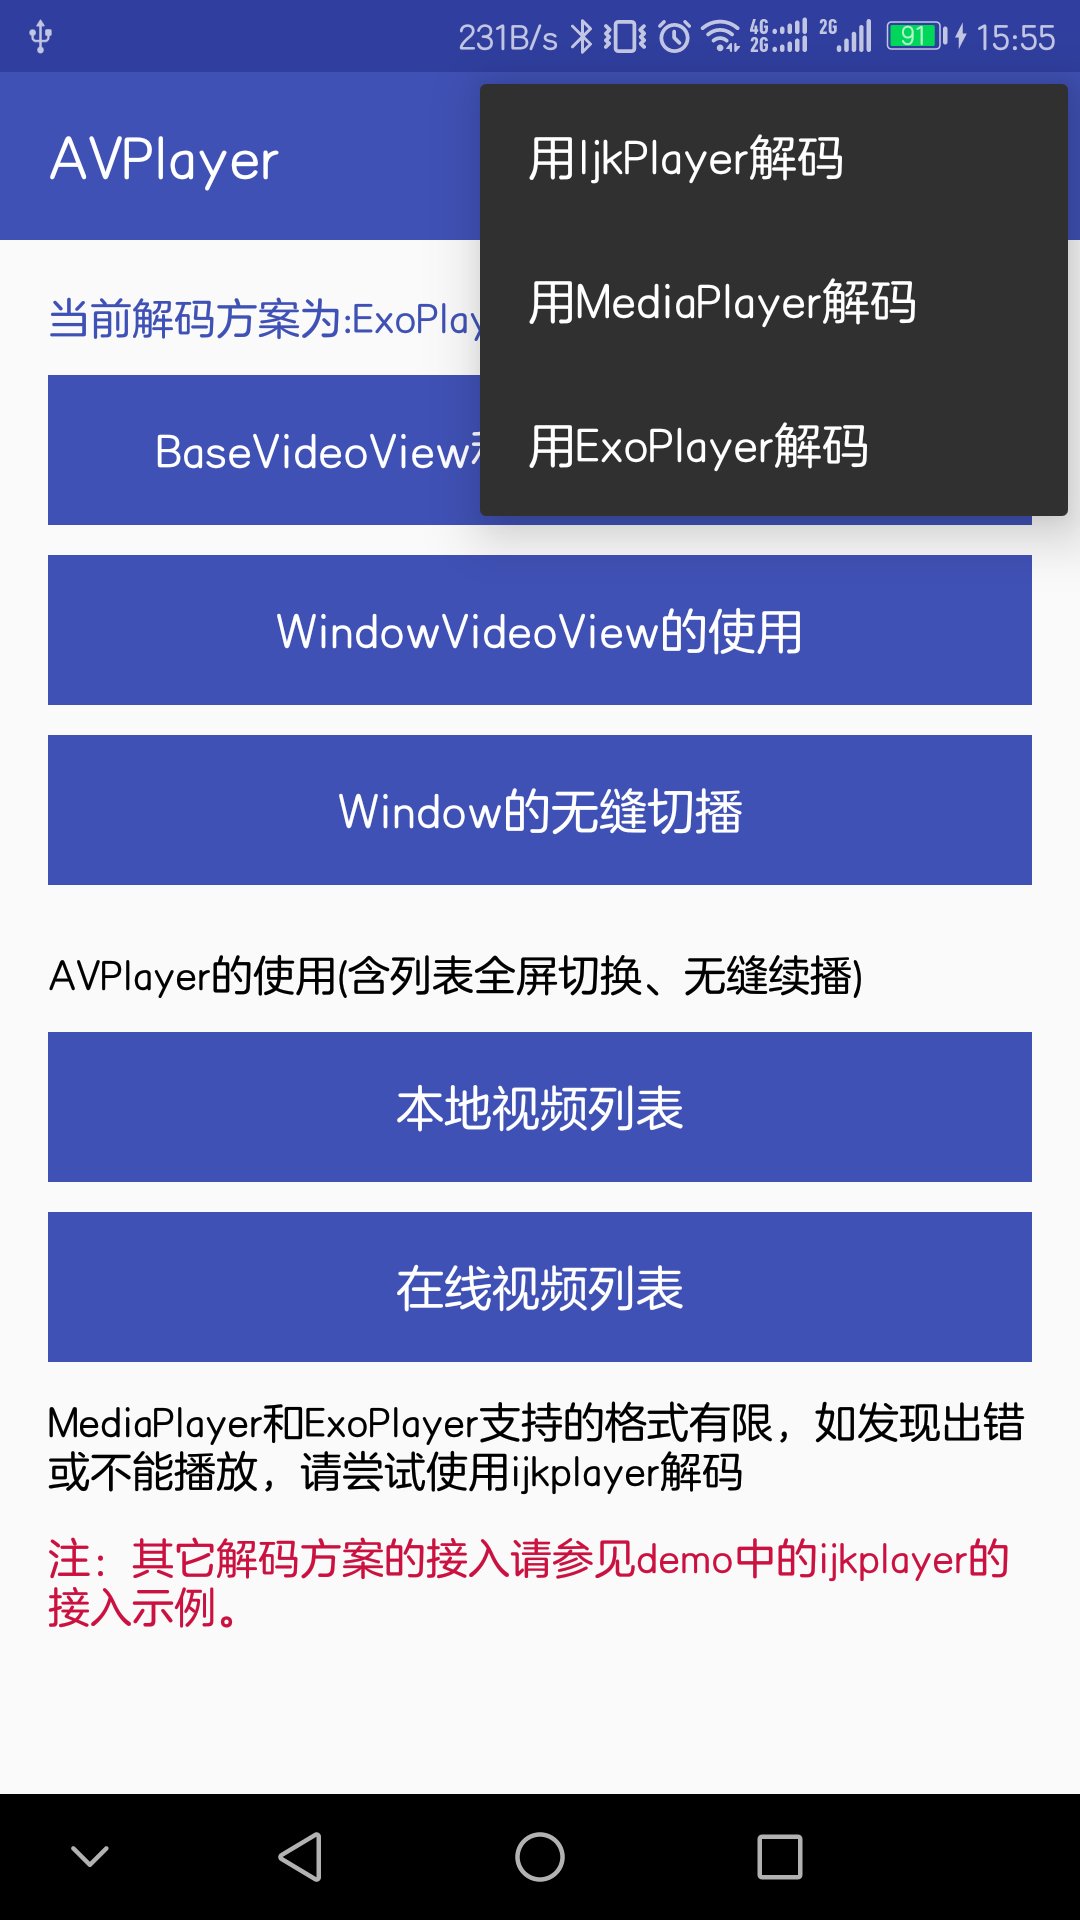 231B/s 4G 2G 2G 91 15:55
AVPlayer
用IjkPlayer解码
用MediaPlayer解码
用ExoPlayer解码
当前解码方案为:ExoPlay
BaseVideoView
WindowVideoView的使用
Window的无缝切播
AVPlayer的使用(含列表全屏切换、无缝续播)
本地视频列表
在线视频列表
MediaPlayer和ExoPlayer支持的格式有限，如发现出错
或不能播放，请尝试使用ijkplayer解码
注：其它解码方案的接入请参见demo中的ijkplayer的
接入示例。